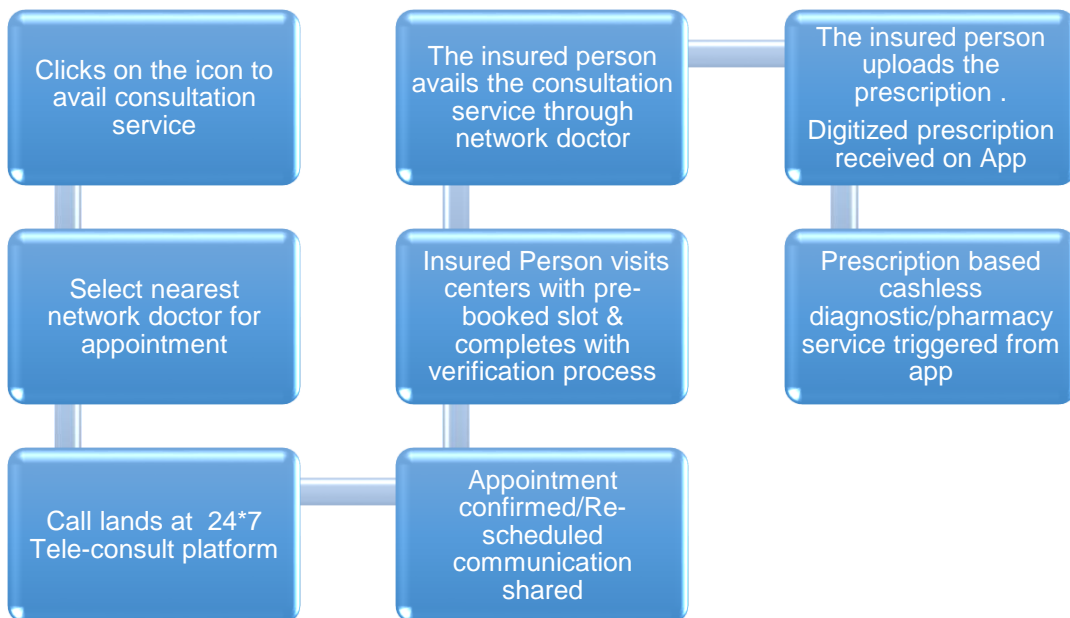 Clicks on the icon to
avail consultation
service
Select nearest
network doctor for
appointment
Call lands at 24*7
Tele-consult platform
Appointment
confirmed/Re-
scheduled
communication
shared
Insured Person visits
centers with pre-
booked slot &
completes with
verification process
The insured person
avails the consultation
service through
network doctor
The insured person
uploads the
prescription .
Digitized prescription
received on App
Prescription based
cashless
diagnostic/pharmacy
service triggered from
app